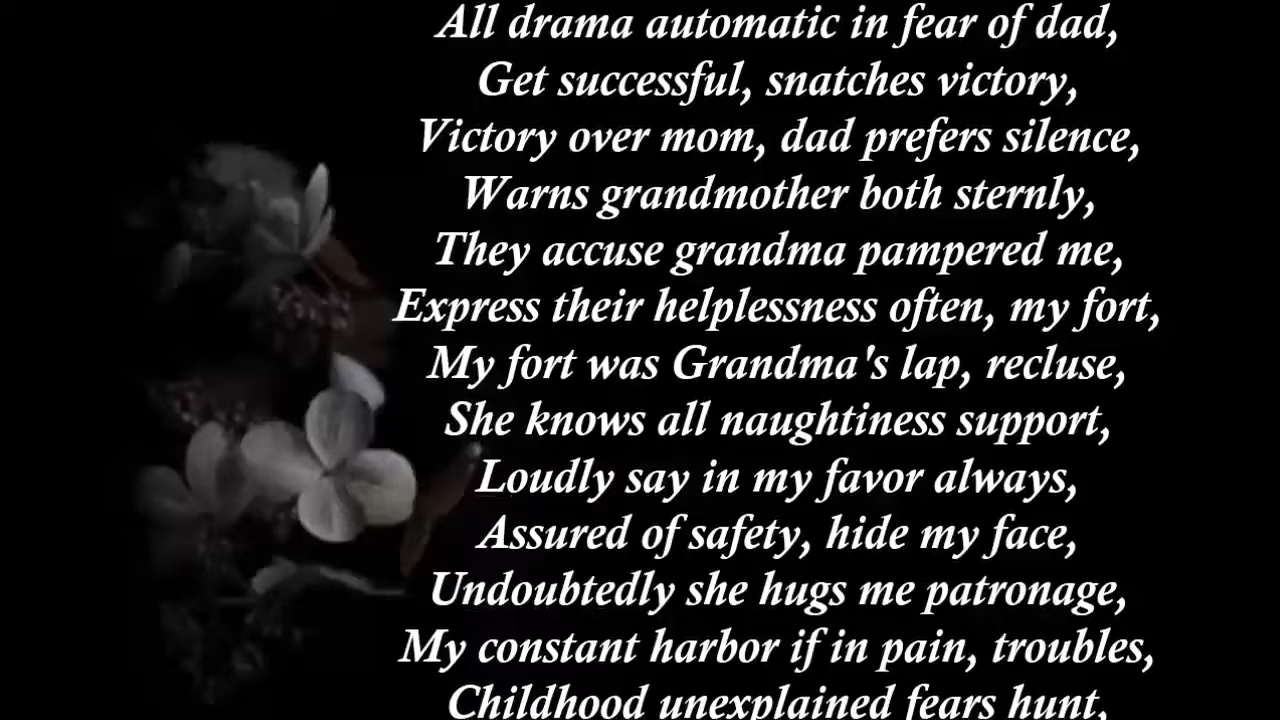 All drama automatic in fear of dad,
Get successful, snatches victory,
Victory over mom, dad prefers silence,
Warns grandmother both sternly,
They accuse grandma pampered me,
Express their helplessness often, my fort,
My fort was Grandma's lap, recluse,
She knows all naughtiness support,
Loudly say in my favor always,
Assured of safety, hide my face,
Undoubtedly she hugs me patronage,
My constant harbor if in pain, troubles,
Childhood unexplained fears hunt,